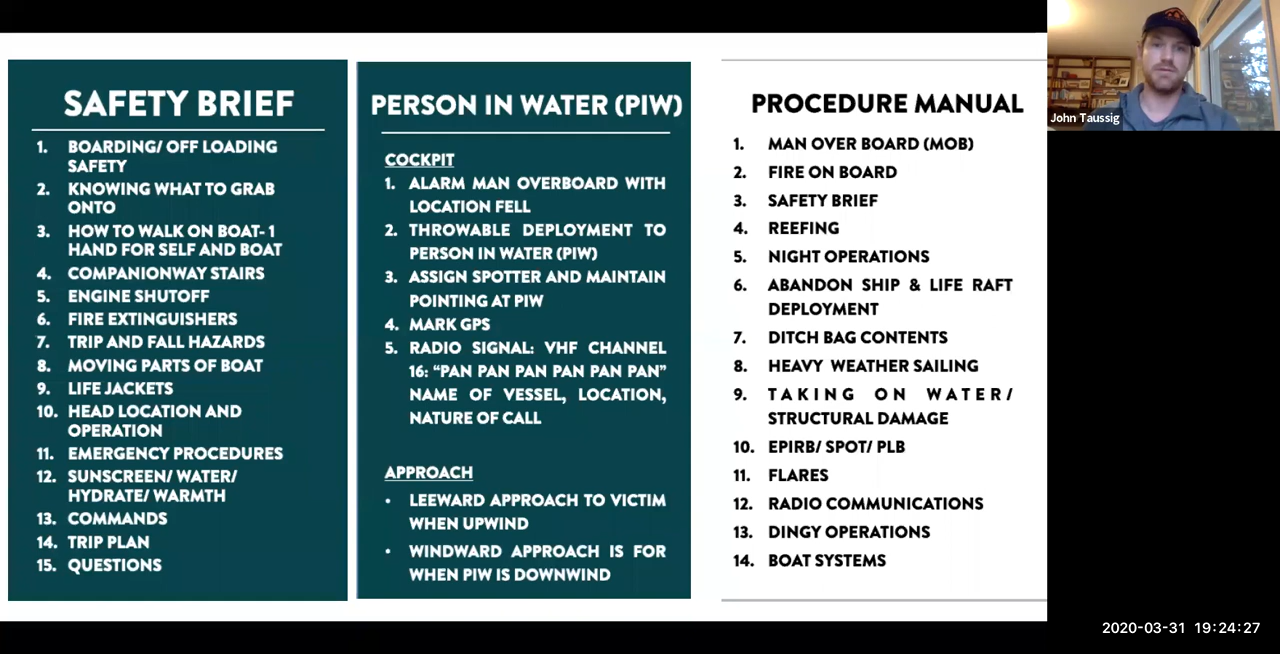 SAFETY BRIEF
1. BOARDING/ OFF LOADING
SAFETY
2. KNOWING WHAT TO GRAB
ONTO
3. HOW TO WALK ON BOAT- 1
HAND FOR SELF AND BOAT
4. COMPANIONWAY STAIRS
5. ENGINE SHUTOFF
6. FIRE EXTINGUISHERS
7. TRIP AND FALL HAZARDS
8. MOVING PARTS OF BOAT
9. LIFE JACKETS
10. HEAD LOCATION AND
OPERATION
11. EMERGENCY PROCEDURES
12. SUNSCREEN/ WATER/
HYDRATE/ WARMTH
13. COMMANDS
14. TRIP PLAN
15. QUESTIONS
PERSON IN WATER (PIW)
COCKPIT
1. ALARM MAN OVERBOARD WITH
LOCATION FELL
2. THROWABLE DEPLOYMENT TO
PERSON IN WATER (PIW)
3. ASSIGN SPOTTER AND MAINTAIN
POINTING AT PIW
4. MARK GPS
5. RADIO SIGNAL: VHF CHANNEL
16: “PAN PAN PAN PAN PAN PAN”
NAME OF VESSEL, LOCATION,
NATURE OF CALL
APPROACH
• LEEWARD APPROACH TO VICTIM
WHEN UPWIND
• WINDWARD APPROACH IS FOR
WHEN PIW IS DOWNWIND
PROCEDURE MANUAL
1. MAN OVER BOARD (MOB)
2. FIRE ON BOARD
3. SAFETY BRIEF
4. REEFING
5. NIGHT OPERATIONS
6. ABANDON SHIP & LIFE RAFT
DEPLOYMENT
7. DITCH BAG CONTENTS
8. HEAVY WEATHER SAILING
9. TAKING ON WATER/
STRUCTURAL DAMAGE
10. EPIRB/ SPOT/ PLB
11. FLARES
12. RADIO COMMUNICATIONS
13. DINGY OPERATIONS
14. BOAT SYSTEMS
John Taussig
2020-03-31 19:24:27